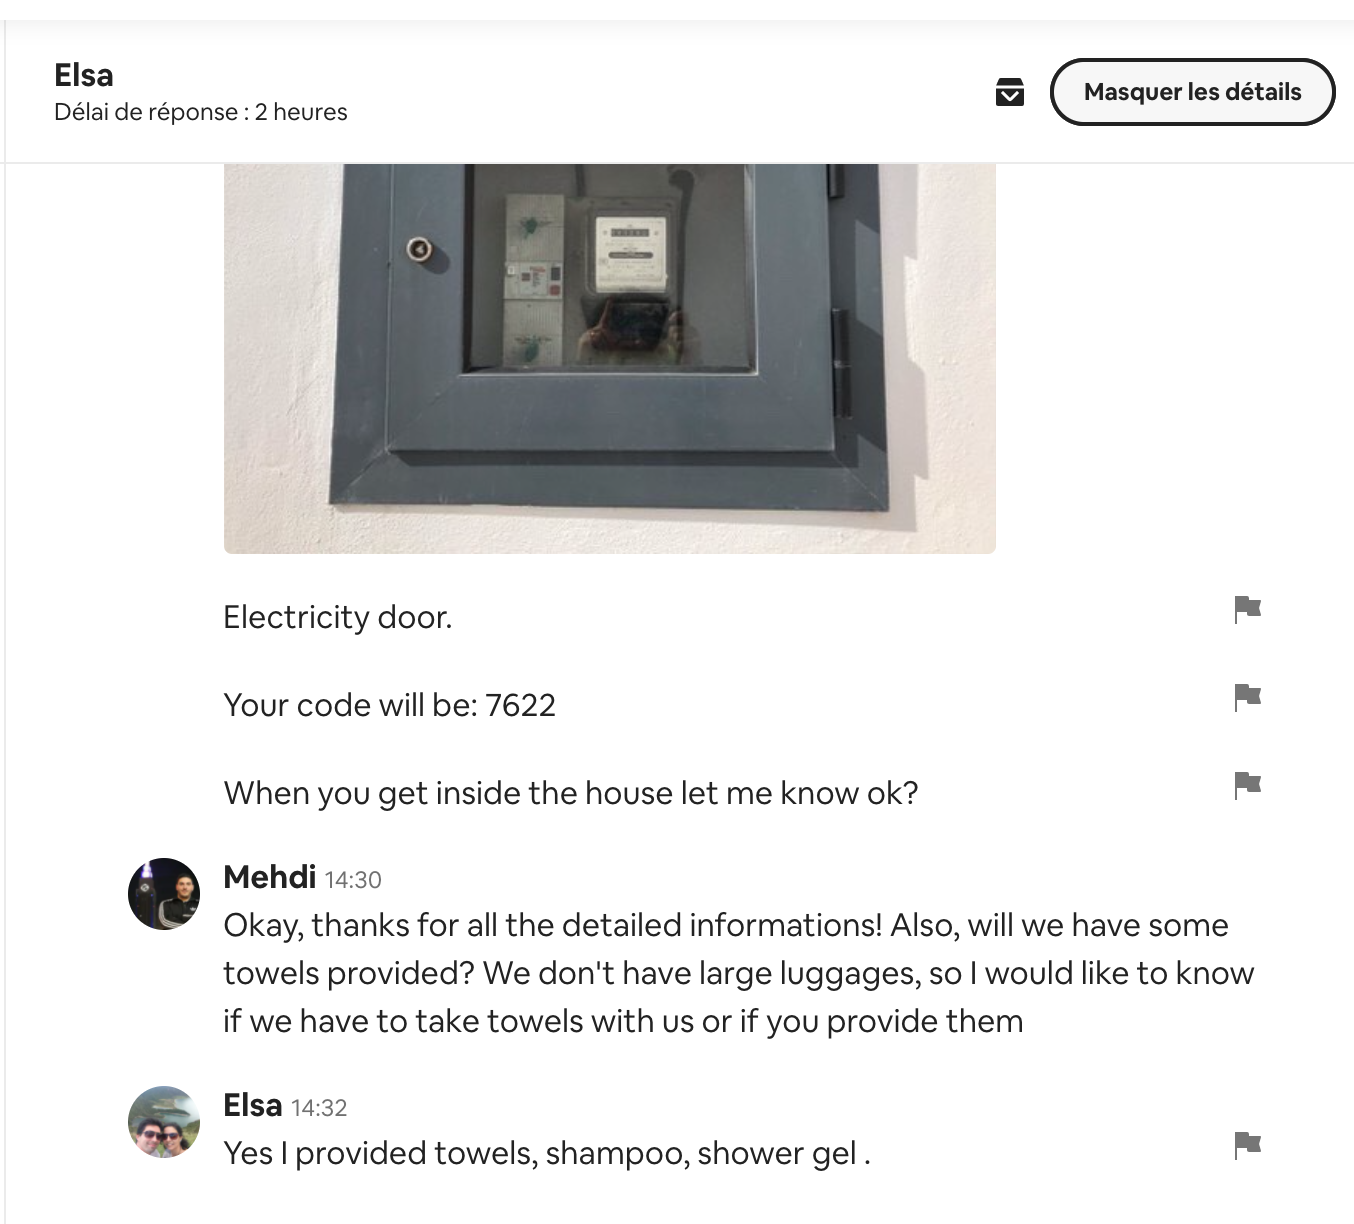 Elsa
Délai de réponse : 2 heures
Masquer les détails
Electricity door.
Your code will be: 7622
When you get inside the house let me know ok?
Mehdi 14:30
Okay, thanks for all the detailed informations! Also, will we have some
towels provided? We don't have large luggages, so I would like to know
if we have to take towels with us or if you provide them
Elsa 14:32
Yes I provided towels, shampoo, shower gel .